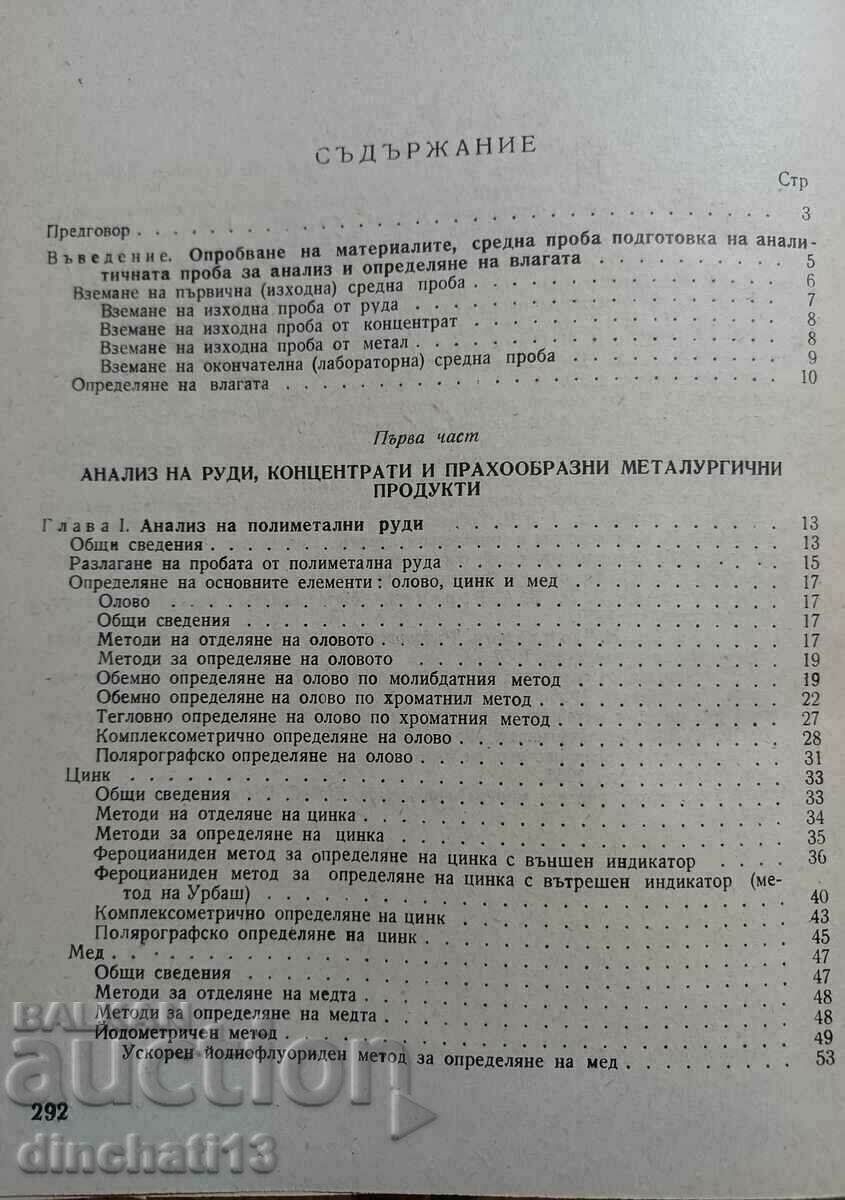 СЪДЪРЖАНИЕ
Стр
Предговор . . . . . . . . . . . . . . . . . . . . 3
Въведение. Опробване на материалите, средна проба подготовка на анали-
тичната проба за анализ и определяне на влагата . . . . . . . . . 5
Вземане на първична (изходна) средна проба . . . . . . . . . . 6
Вземане на изходна проба от руда . . . . . . . . . . 7
Вземане на изходна проба от концентрат . . . . . . . . . . 8
Вземане на изходна проба от метал . . . . . . . . . . 8
Вземане на окончателна (лабораторна) средна проба . . . . . . . . . . 9
Определяне на влагата . . . . . . . . . . 10
Първа част
АНАЛИЗ НА РУДИ, КОНЦЕНТРАТИ И ПРАХООБРАЗНИ МЕТАЛУРГИЧНИ
ПРОДУКТИ
Глава I. Анализ на полиметални руди . . . . . . . . . . 13
Общи сведения . . . . . . . . . . 13
Разлагане на пробата от полиметална руда . . . . . . . . . . 15
Определяне на основните елементи: олово, цинк и мед . . . . . . . . . . 17
Олово . . . . . . . . . . 17
Общи сведения . . . . . . . . . . 17
Методи на отделяне на оловото . . . . . . . . . . 17
Методи за определяне на оловото . . . . . . . . . . 19
Обемно определяне на олово по молибдатния метод . . . . . . . . . . 19
Обемно определяне на олово по хроматнил метод . . . . . . . . . . 22
Тегловно определяне на олово по хроматния метод . . . . . . . . . . 27
Комплексометрично определяне на олово . . . . . . . . . . 28
Полярографско определяне на олово . . . . . . . . . . 31
Цинк . . . . . . . . . . 33
Общи сведения . . . . . . . . . . 33
Методи на отделяне на цинка . . . . . . . . . . 34
Методи за определяне на цинка . . . . . . . . . . 35
Фероцианиден метод за определяне на цинка с външен индикатор . . . . 36
Фероцианиден метод за определяне на цинка с вътрешен индикатор (ме-
тод на Урбаш) . . . . . . . . . . 40
Комплексометрично определяне на цинк . . . . . . . . . . 43
Полярографско определяне на цинк . . . . . . . . . . 45
Мед . . . . . . . . . . 47
Общи сведения . . . . . . . . . . 47
Методи за отделяне на медта . . . . . . . . . . 48
Методи за определяне на медта . . . . . . . . . . 48
Йодометричен метод . . . . . . . . . . 49
Ускорен йоднофлуориден метод за определяне на мед . . . . . . . . . 53
292
BALKAN
auction
dinchati13